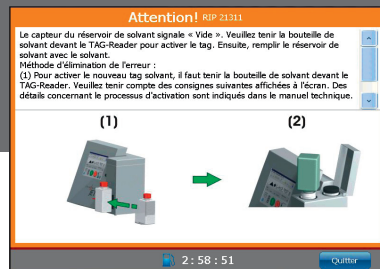 Attention! RIP 21311
Le capteur du réservoir de solvant signale « Vide ». Veuillez tenir la bouteille de
solvant devant le TAG-Reader pour activer le tag. Ensuite, remplir le réservoir de
solvant avec le solvant.
Méthode d'élimination de l'erreur :
(1) Pour activer le nouveau tag solvant, il faut tenir la bouteille de solvant devant le
TAG-Reader. Veuillez tenir compte des consignes suivantes affichées à l'écran. Des
détails concernant le processus d'activation sont indiqués dans le manuel technique.
(1) (2)
2 : 58 : 51
Quitter